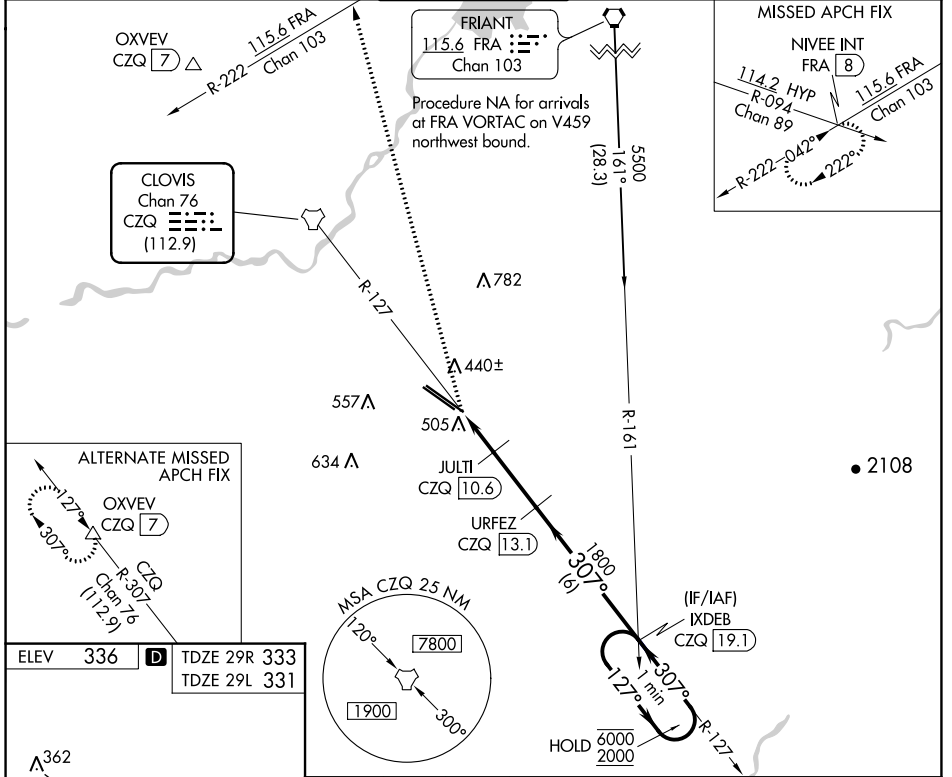 OXVEV
CZQ 7
115.6 FRA
R-222
Chan 103
FRIANT
115.6 FRA
Chan 103
Procedure NA for arrivals
at FRA VORTAC on V459
northwest bound.
5500
161°
(28.3)
MISSED APCH FIX
NIVEE INT
FRA 8
114.2 HYP
R-094
Chan 89
115.6 FRA
Chan 103
R-222
042°
222°
CLOVIS
Chan 76
CZQ
(112.9)
R-127
782
440±
557
505
634
R-161
2108
JULTI
CZQ 10.6
URFEZ
CZQ 13.1
1800
307°
(6)
(IF/IAF)
IXDEB
CZQ 19.1
1 min
307°
127°
R-127
HOLD 6000
2000
ALTERNATE MISSED
APCH FIX
OXVEV
CZQ 7
127°
307°
CZQ
R-307
Chan 76
(112.9)
MSA CZQ 25 NM
120°
7800
1900
300°
ELEV 336 D TDZE 29R 333
TDZE 29L 331
362